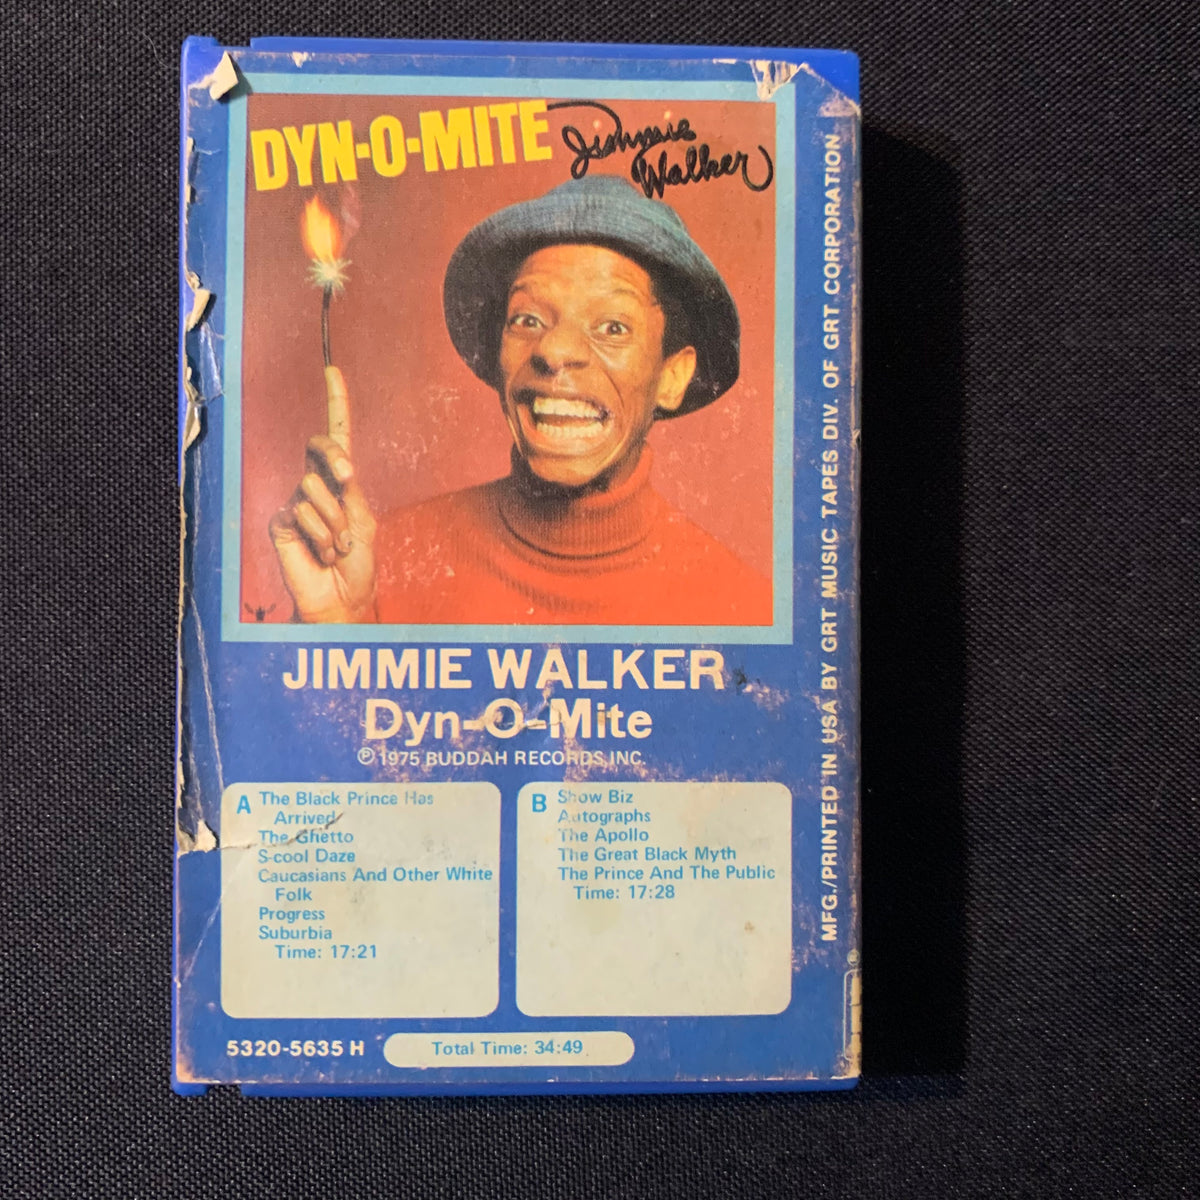 DYN-O-MITE
Jimmie
Walker
JIMMIE WALKER
Dyn-O-Mite
℗ 1975 BUDDAH RECORDS, INC.
A The Black Prince Has
Arrived
The Ghetto
S-cool Daze
Caucasians And Other White
Folk
Progress
Suburbia
Time: 17:21
B Show Biz
Autographs
The Apollo
The Great Black Myth
The Prince And The Public
Time: 17:28
5320-5635 H
Total Time: 34:49
MFG./PRINTED IN USA BY GRT MUSIC TAPES DIV. OF GRT CORPORATION